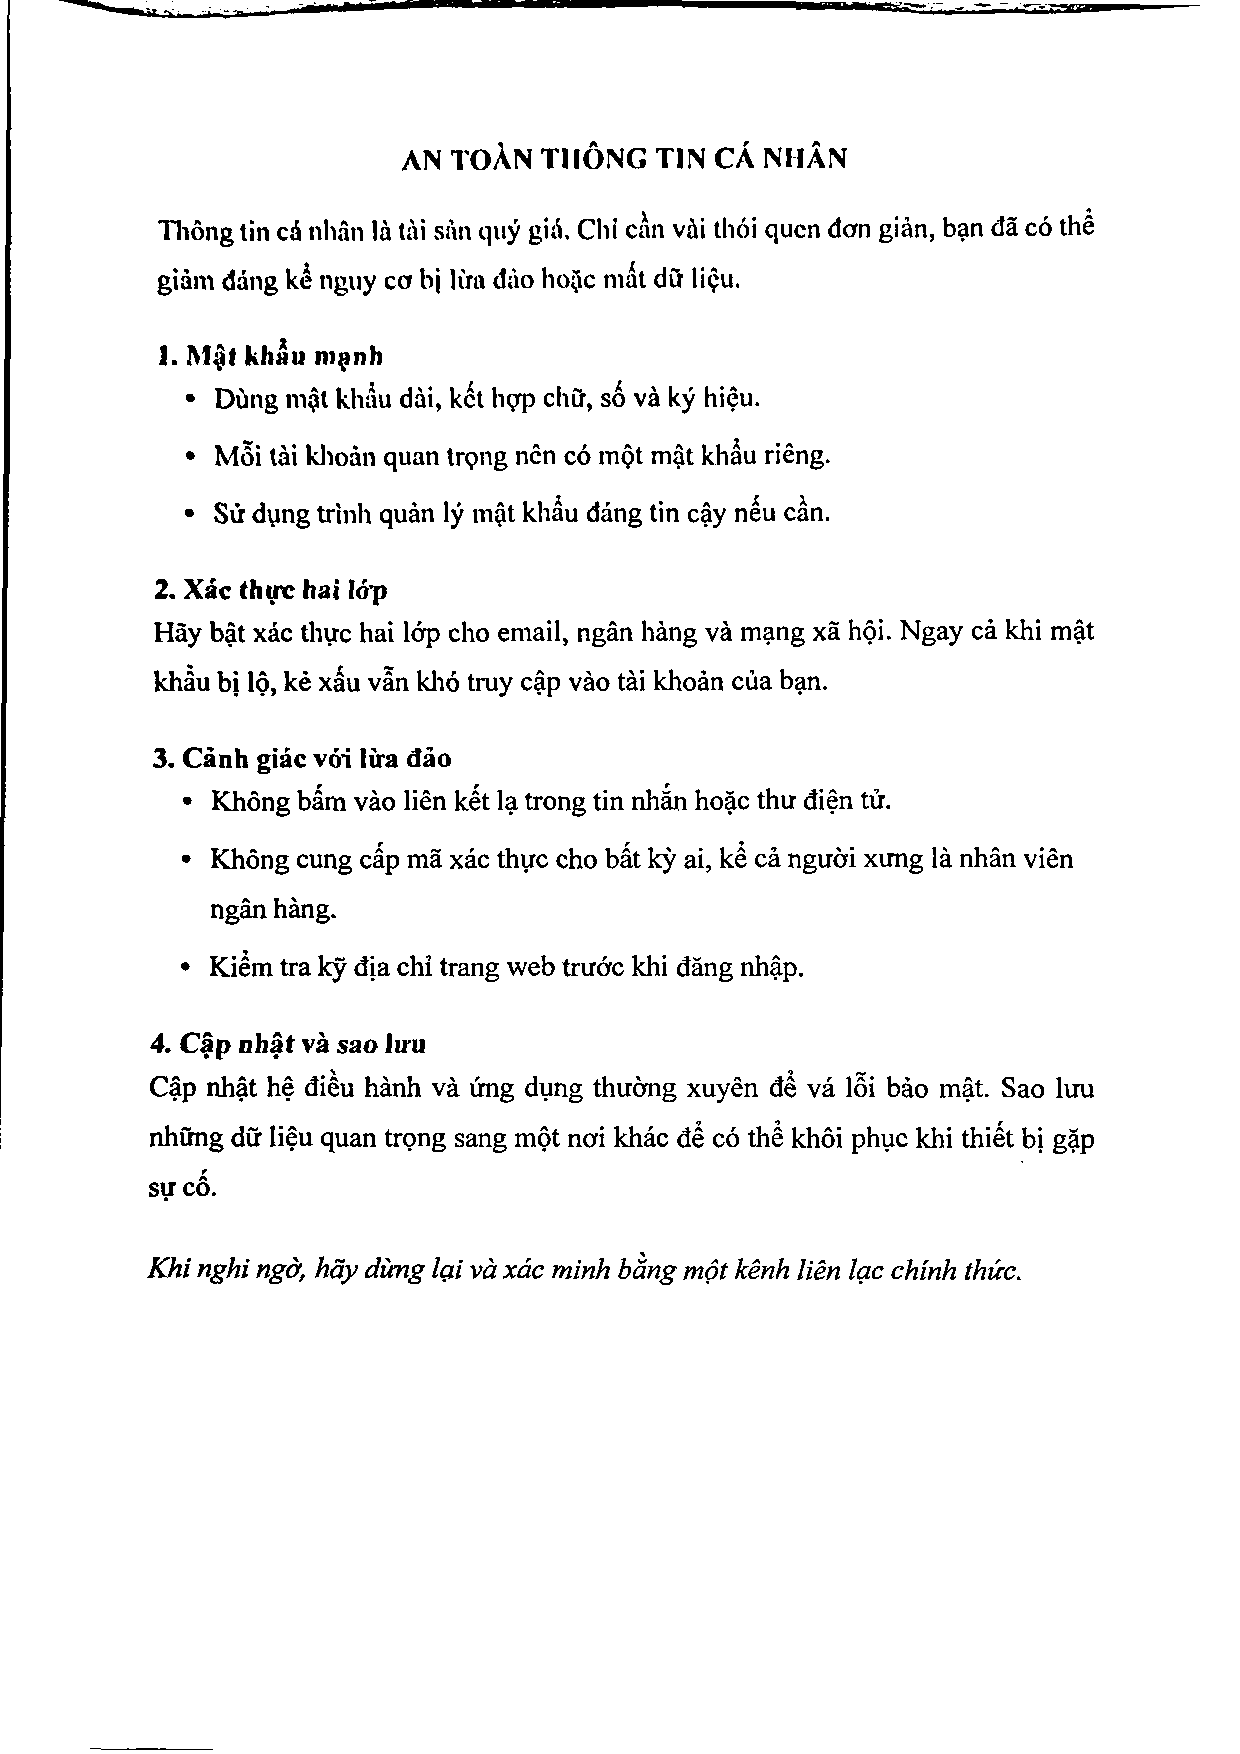 AN TOÀN THÔNG TIN CÁ NHÂN
Thông tin cá nhân là tài sản quý giá. Chỉ cần vài thói quen đơn giản, bạn đã có thể
giảm đáng kể nguy cơ bị lừa đảo hoặc mất dữ liệu.
1. Mật khẩu mạnh
• Dùng mật khẩu dài, kết hợp chữ, số và ký hiệu.
• Mỗi tài khoản quan trọng nên có một mật khẩu riêng.
• Sử dụng trình quản lý mật khẩu đáng tin cậy nếu cần.
2. Xác thực hai lớp
Hãy bật xác thực hai lớp cho email, ngân hàng và mạng xã hội. Ngay cả khi mật
khẩu bị lộ, kẻ xấu vẫn khó truy cập vào tài khoản của bạn.
3. Cảnh giác với lừa đảo
• Không bấm vào liên kết lạ trong tin nhắn hoặc thư điện tử.
• Không cung cấp mã xác thực cho bất kỳ ai, kể cả người xưng là nhân viên
ngân hàng.
• Kiểm tra kỹ địa chỉ trang web trước khi đăng nhập.
4. Cập nhật và sao lưu
Cập nhật hệ điều hành và ứng dụng thường xuyên để vá lỗi bảo mật. Sao lưu
những dữ liệu quan trọng sang một nơi khác để có thể khôi phục khi thiết bị gặp
sự cố.
Khi nghi ngờ, hãy dừng lại và xác minh bằng một kênh liên lạc chính thức.